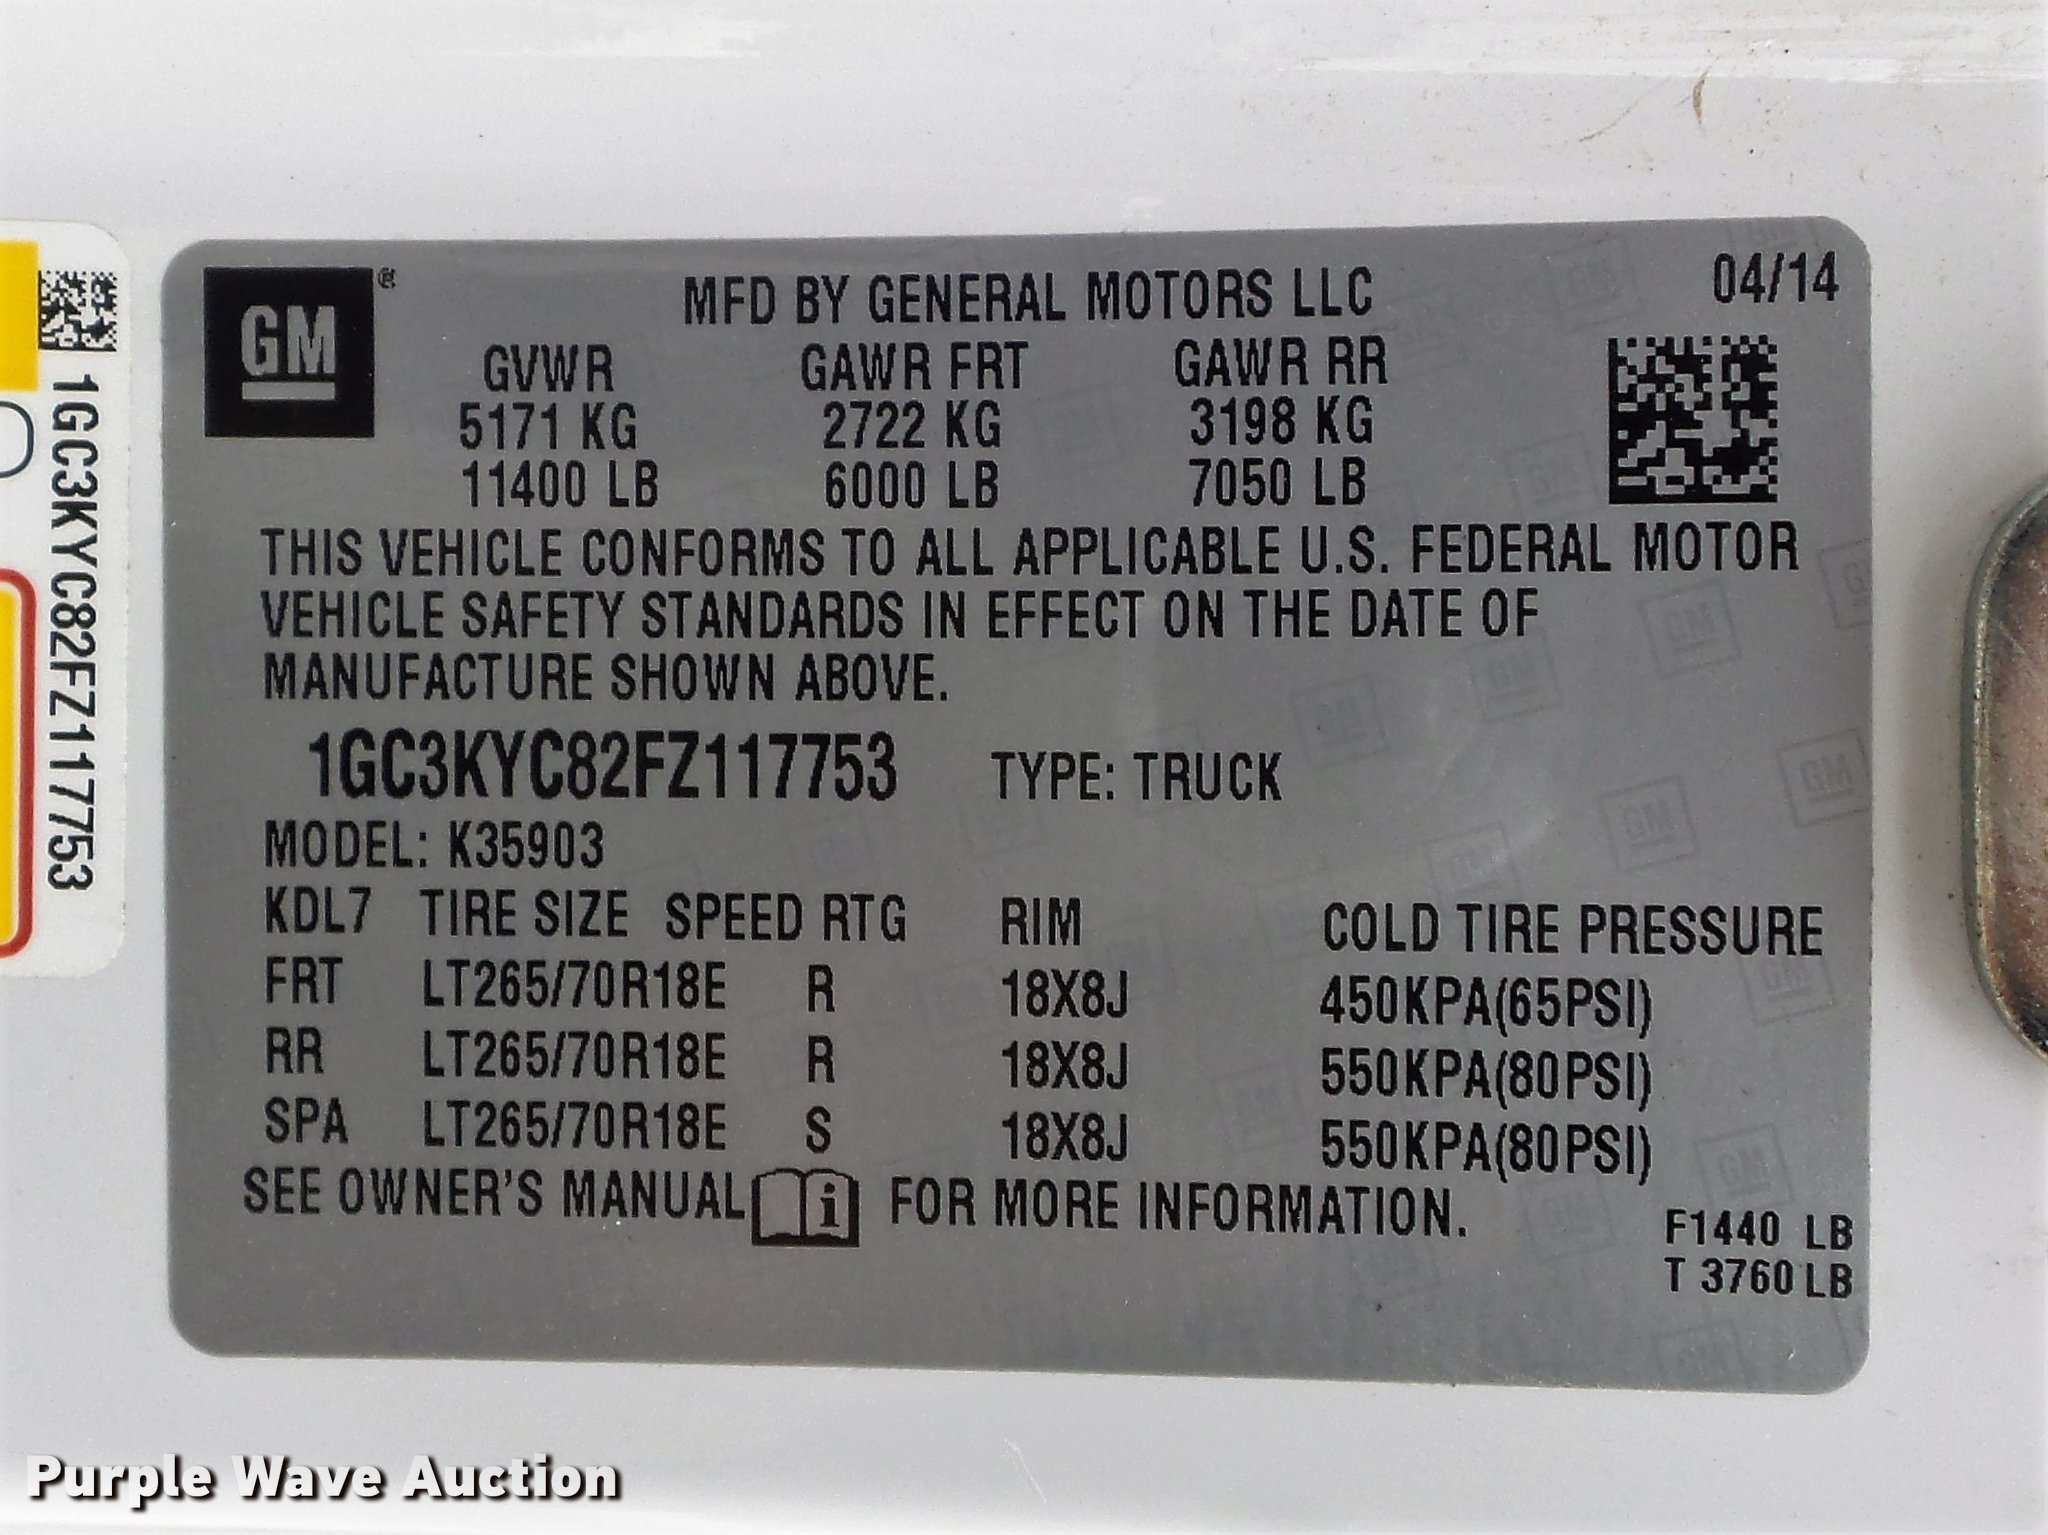 GM ®
MFD BY GENERAL MOTORS LLC 04/14
GVWR GAWR FRT GAWR RR
5171 KG 2722 KG 3198 KG
11400 LB 6000 LB 7050 LB
THIS VEHICLE CONFORMS TO ALL APPLICABLE U.S. FEDERAL MOTOR
VEHICLE SAFETY STANDARDS IN EFFECT ON THE DATE OF
MANUFACTURE SHOWN ABOVE.
1GC3KYC82FZ117753 TYPE: TRUCK
MODEL: K35903
KDL7 TIRE SIZE SPEED RTG RIM COLD TIRE PRESSURE
FRT LT265/70R18E R 18X8J 450KPA(65PSI)
RR LT265/70R18E R 18X8J 550KPA(80PSI)
SPA LT265/70R18E S 18X8J 550KPA(80PSI)
SEE OWNER'S MANUAL i FOR MORE INFORMATION.
F1440 LB
T 3760 LB
1GC3KYC82FZ117753
Purple Wave Auction